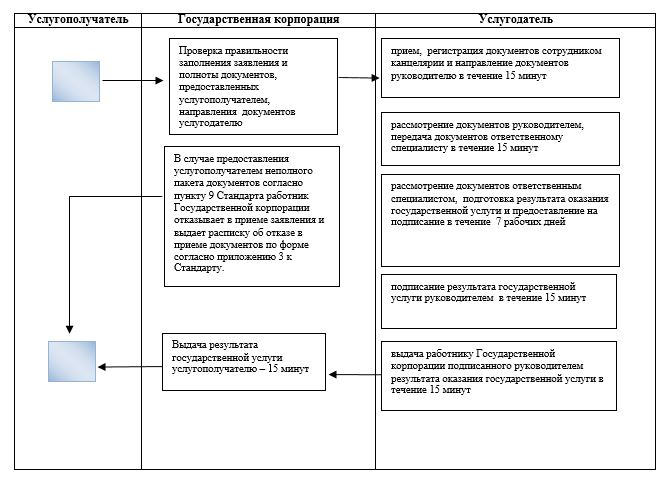 Услугополучатель
Государственная корпорация
Услугодатель
Проверка правильности
заполнения заявления и
полноты документов,
предоставленных
услугополучателем,
направления документов
услугодателю
прием, регистрация документов сотрудником
канцелярии и направление документов
руководителю в течение 15 минут
рассмотрение документов руководителем,
передача документов ответственному
специалисту в течение 15 минут
В случае предоставления
услугополучателем неполного
пакета документов согласно
пункту 9 Стандарта работник
Государственной корпорации
отказывает в приеме заявления и
выдает расписку об отказе в
приеме документов по форме
согласно приложению 3 к
Стандарту.
рассмотрение документов ответственным
специалистом, подготовка результата оказания
государственной услуги и предоставление на
подписание в течение 7 рабочих дней
подписание результата государственной
услуги руководителем в течение 15 минут
Выдача результата
государственной услуги
услугополучателю – 15 минут
выдача работнику Государственной
корпорации подписанного руководителем
результата оказания государственной услуги в
течение 15 минут